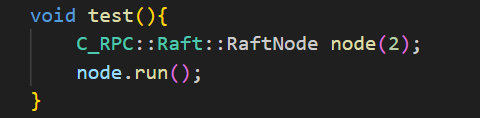 void test(){
    C_RPC::Raft::RaftNode node(2);
    node.run();
}